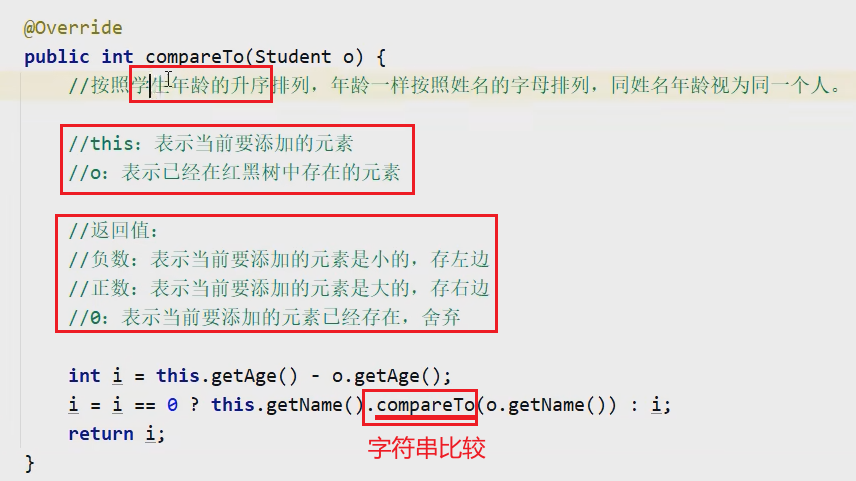 @Override
public int compareTo(Student o) {
//按照学生年龄的升序排列，年龄一样按照姓名的字母排列，同姓名年龄视为同一个人。
//this：表示当前要添加的元素
//o：表示已经在红黑树中存在的元素
//返回值：
//负数：表示当前要添加的元素是小的，存左边
//正数：表示当前要添加的元素是大的，存右边
//0：表示当前要添加的元素已经存在，舍弃
int i = this.getAge() - o.getAge();
i = i == 0 ? this.getName().compareTo(o.getName()) : i;
return i;
字符串比较
}